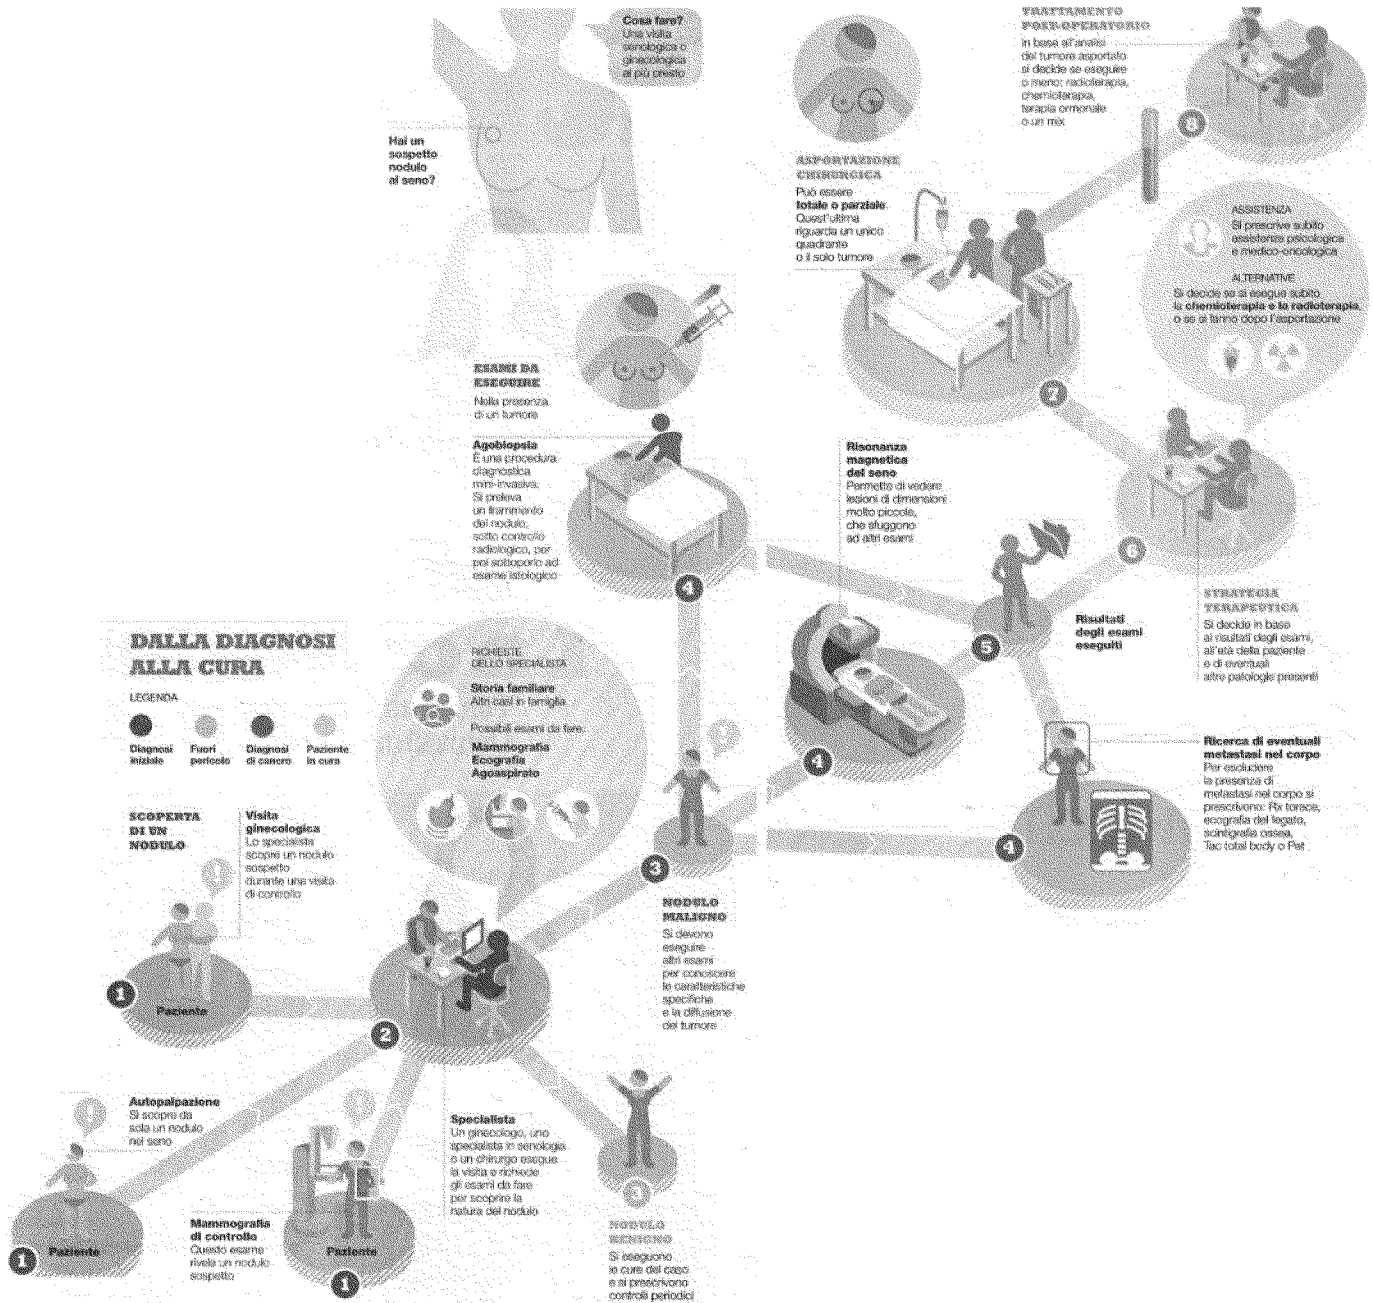 Cosa fare?
Una visita
senologica o
ginecologica
al più presto
Hai un
sospetto
nodulo
al seno?
DALLA DIAGNOSI
ALLA CURA
LEGENDA
Diagnosi
iniziale
Fuori
pericolo
Diagnosi
di cancro
Paziente
in cura
SCOPERTA
DI UN
NODULO
Visita
ginecologica
Lo specialista
scopre un nodulo
sospetto
durante una visita
di controllo
1
Paziente
Autopalpazione
Si scopre da
sola un nodulo
nel seno
1
Paziente
Mammografia
di controllo
Questo esame
rivela un nodulo
sospetto
Paziente
1
2
Specialista
Un ginecologo, uno
specialista in senologia
o un chirurgo esegue
la visita e richiede
gli esami da fare
per scoprire la
natura del nodulo
RICHIESTE
DELLO SPECIALISTA
Storia familiare
Altri casi in famiglia
Possibili esami da fare:
Mammografia
Ecografia
Agoaspirato
3
NODULO
BENIGNO
Si eseguono
le cure del caso
e si prescrivono
controlli periodici
3
NODULO
MALIGNO
Si devono
eseguire
altri esami
per conoscere
le caratteristiche
specifiche
e la diffusione
del tumore
ESAMI DA
ESEGUIRE
Nella presenza
di un tumore
Agobiopsia
È una procedura
diagnostica
mini-invasiva.
Si preleva
un frammento
del nodulo,
sotto controllo
radiologico, per
poi sottoporlo ad
esame istologico
4
Risonanza
magnetica
del seno
Permette di vedere
lesioni di dimensioni
molto piccole,
che sfuggono
ad altri esami
4
Ricerca di eventuali
metastasi nel corpo
Per escludere
la presenza di
metastasi nel corpo si
prescrivono: Rx torace,
ecografia del fegato,
scintigrafia ossea,
Tac total body o Pet
4
5
Risultati
degli esami
eseguiti
6
STRATEGIA
TERAPEUTICA
Si decide in base
ai risultati degli esami,
all'età della paziente
e di eventuali
altre patologie presenti
ASSISTENZA
Si prescrive subito
assistenza psicologica
e medico-oncologica
ALTERNATIVE
Si decide se si esegue subito
la chemioterapia e la radioterapia,
o se si fanno dopo l'asportazione
7
ASPORTAZIONE
CHIRURGICA
Può essere
totale o parziale.
Quest'ultima
riguarda un unico
quadrante
o il solo tumore
8
TRATTAMENTO
POST-OPERATORIO
In base all'analisi
del tumore asportato
si decide se eseguire
o meno: radioterapia,
chemioterapia,
terapia ormonale
o un mix